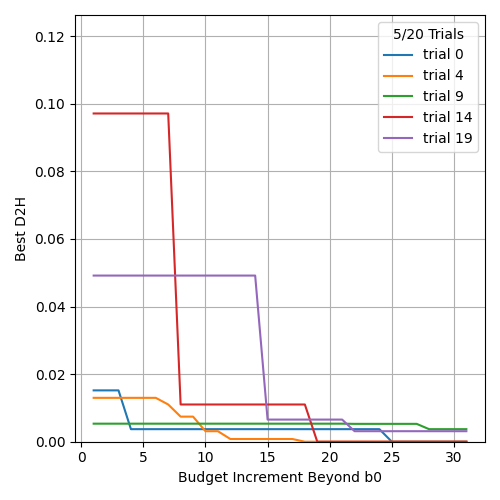 5/20 Trials
trial 0
trial 4
trial 9
trial 14
trial 19
0.12
0.10
0.08
0.06
0.04
0.02
0.00
Best D2H
0 5 10 15 20 25 30
Budget Increment Beyond b0